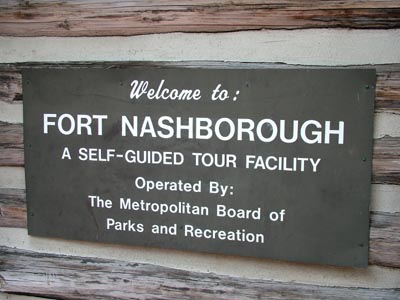 Welcome to:
FORT NASHBOROUGH
A SELF-GUIDED TOUR FACILITY
Operated By:
The Metropolitan Board of
Parks and Recreation